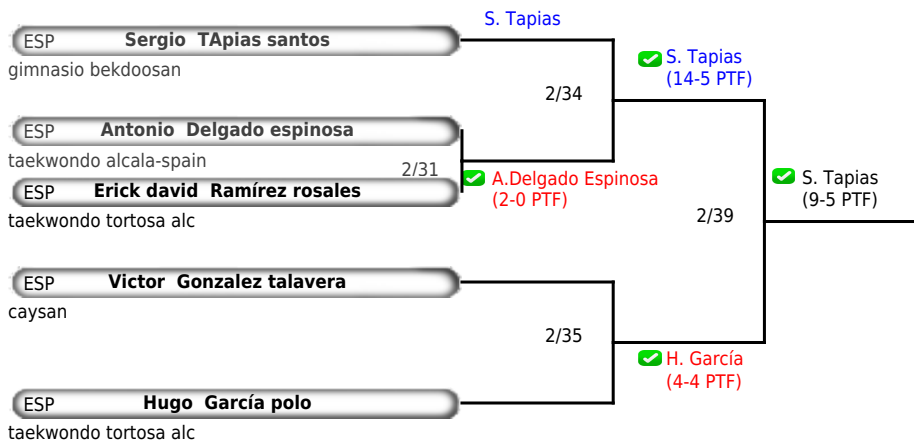 S. Tapias
ESP Sergio TApias santos
gimnasio bekdoosan
S. Tapias
(14-5 PTF)
2/34
ESP Antonio Delgado espinosa
taekwondo alcala-spain
2/31
A.Delgado Espinosa
(2-0 PTF)
ESP Erick david Ramírez rosales
taekwondo tortosa alc
S. Tapias
(9-5 PTF)
2/39
ESP Victor Gonzalez talavera
caysan
2/35
H. García
(4-4 PTF)
ESP Hugo García polo
taekwondo tortosa alc